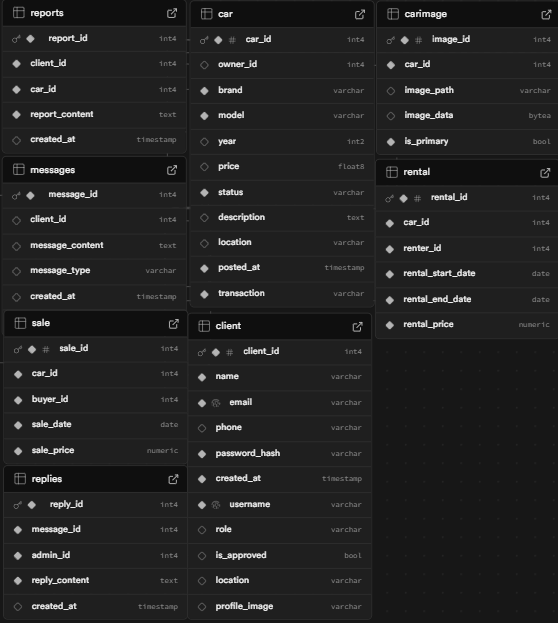 reports
report_id int4
client_id int4
car_id int4
report_content text
created_at timestamp
messages
message_id int4
client_id int4
message_content text
message_type varchar
created_at timestamp
sale
sale_id int4
car_id int4
buyer_id int4
sale_date date
sale_price numeric
replies
reply_id int4
message_id int4
admin_id int4
reply_content text
created_at timestamp
car
# car_id int4
owner_id int4
brand varchar
model varchar
year int2
price float8
status varchar
description text
location varchar
posted_at timestamp
transaction varchar
client
# client_id int4
name varchar
email varchar
phone varchar
password_hash varchar
created_at timestamp
username varchar
role varchar
is_approved bool
location varchar
profile_image varchar
carimage
# image_id int4
car_id int4
image_path varchar
image_data bytea
is_primary bool
rental
# rental_id int4
car_id int4
renter_id int4
rental_start_date date
rental_end_date date
rental_price numeric